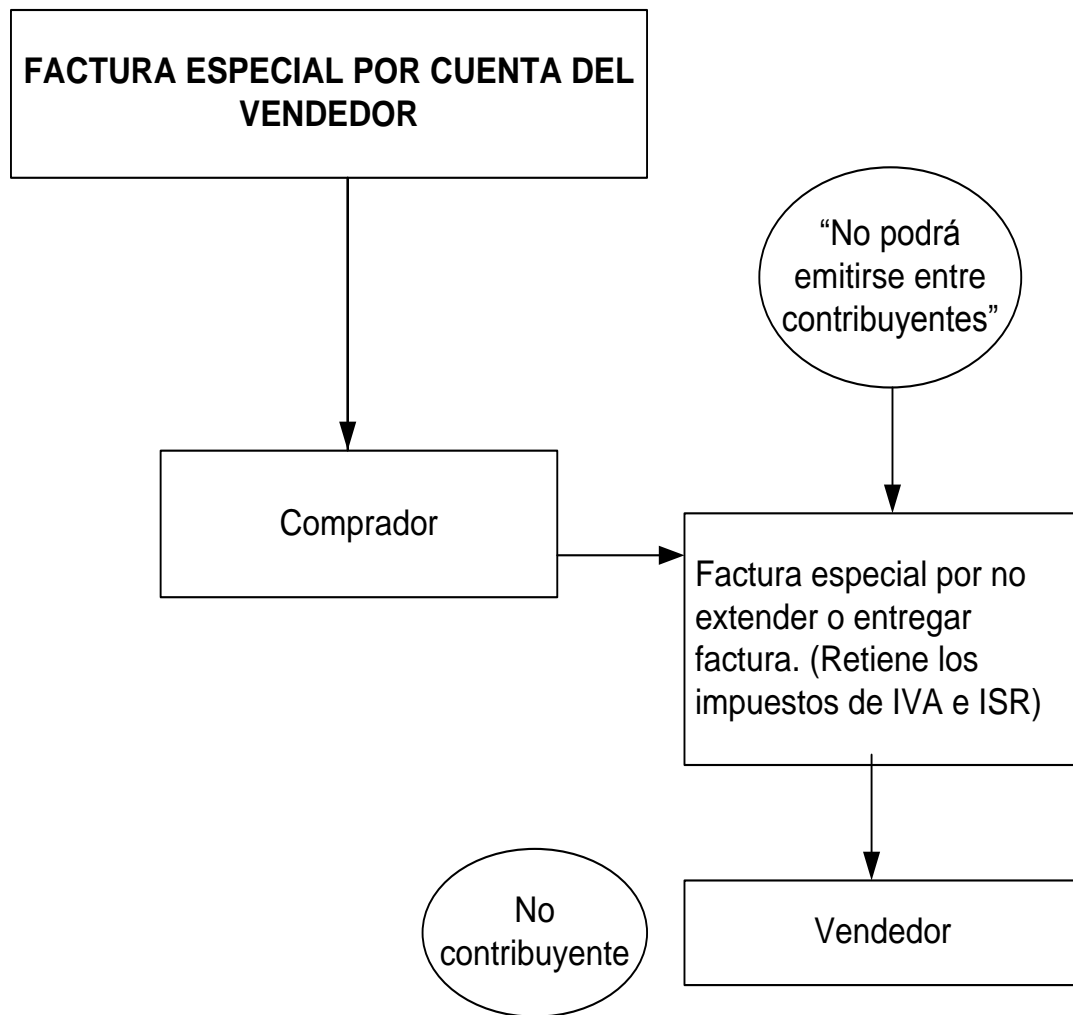 FACTURA ESPECIAL POR CUENTA DEL
VENDEDOR
“No podrá
emitirse entre
contribuyentes”
Comprador
Factura especial por no
extender o entregar
factura. (Retiene los
impuestos de IVA e ISR)
No
contribuyente
Vendedor